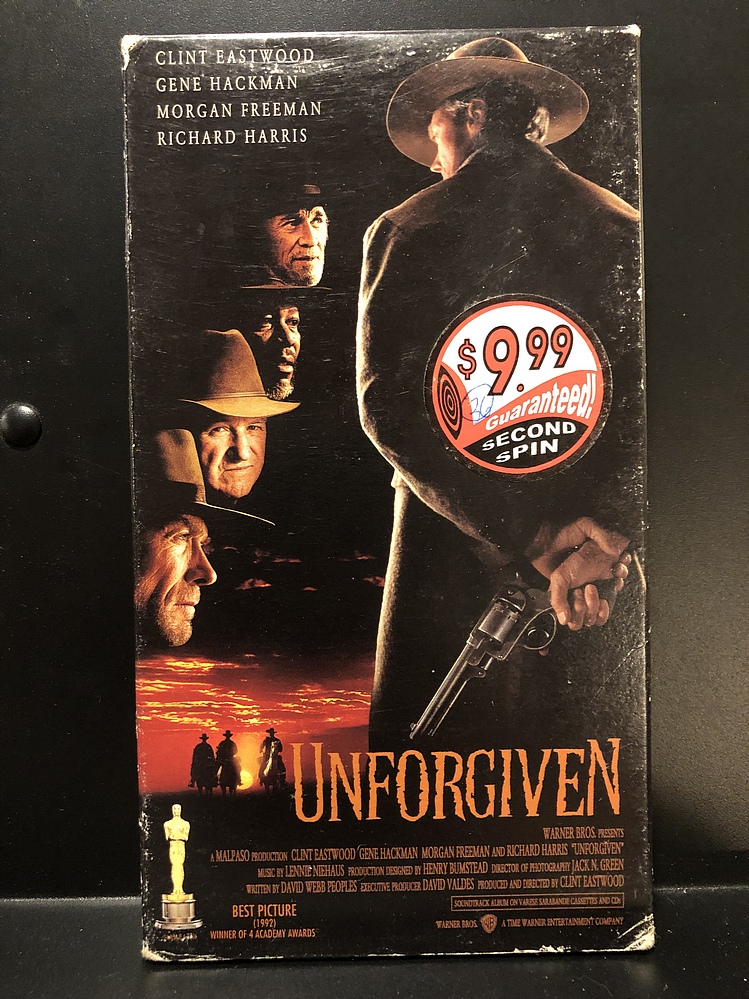 CLINT EASTWOOD
GENE HACKMAN
MORGAN FREEMAN
RICHARD HARRIS
$9.99
36
Guaranteed!
SECOND
SPIN
UNFORGIVEN
WARNER BROS. PRESENTS
A MALPASO PRODUCTION CLINT EASTWOOD GENE HACKMAN MORGAN FREEMAN AND RICHARD HARRIS "UNFORGIVEN"
MUSIC BY LENNIE NIEHAUS PRODUCTION DESIGNED BY HENRY BUMSTEAD DIRECTOR OF PHOTOGRAPHY JACK N. GREEN
WRITTEN BY DAVID WEBB PEOPLES EXECUTIVE PRODUCER DAVID VALDES PRODUCED AND DIRECTED BY CLINT EASTWOOD
SOUNDTRACK ALBUM ON VARESE SARABANDE CASSETTES AND CDs
BEST PICTURE
(1992)
WINNER OF 4 ACADEMY AWARDS
WARNER BROS. WB A TIME WARNER ENTERTAINMENT COMPANY